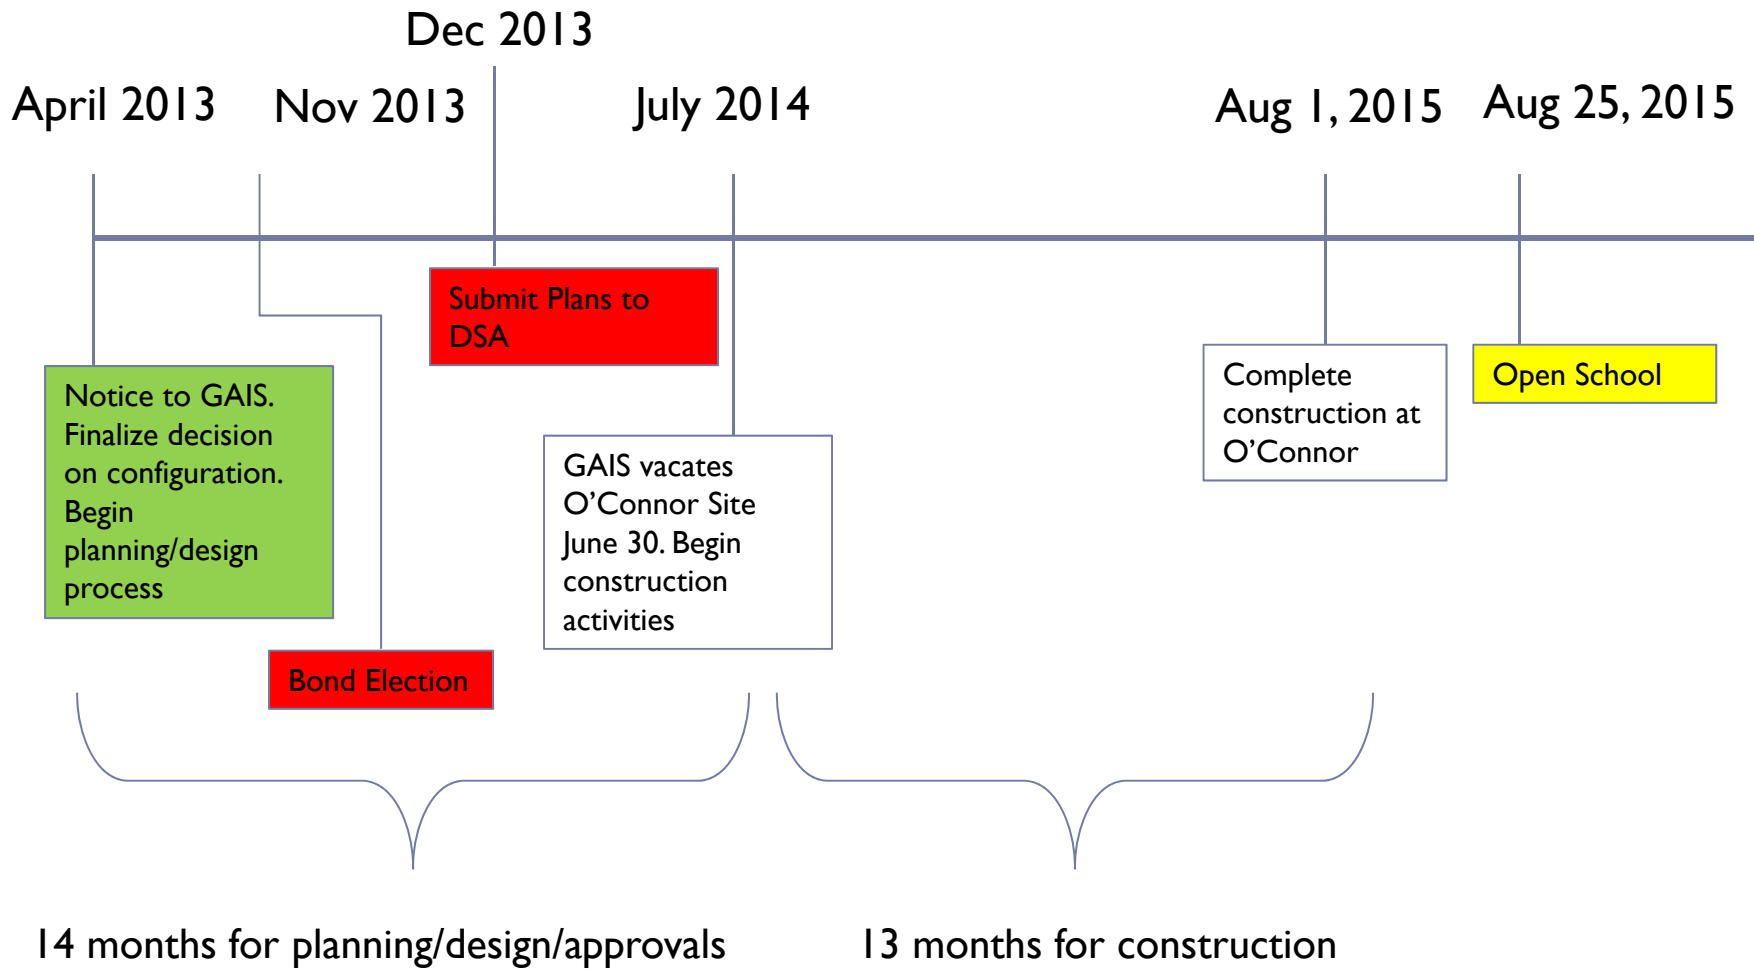 Dec 2013
April 2013
Nov 2013
July 2014
Aug 1, 2015
Aug 25, 2015
Submit Plans to
DSA
Notice to GAIS.
Finalize decision
on configuration.
Begin
planning/design
process
Bond Election
GAIS vacates
O’Connor Site
June 30. Begin
construction
activities
Complete
construction at
O’Connor
Open School
14 months for planning/design/approvals
13 months for construction